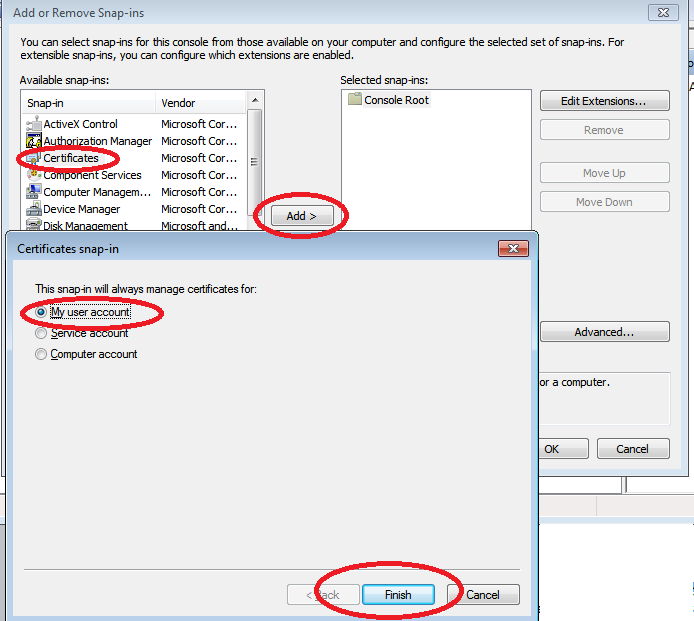 Add or Remove Snap-ins
You can select snap-ins for this console from those available on your computer and configure the selected set of snap-ins. For
extensible snap-ins, you can configure which extensions are enabled.
Available snap-ins:
Selected snap-ins:
Snap-in Vendor
ActiveX Control Microsoft Cor...
Authorization Manager Microsoft Cor...
Certificates Microsoft Cor...
Component Services Microsoft Cor...
Computer Managem... Microsoft Cor...
Device Manager Microsoft Cor...
Disk Management Microsoft and...
Console Root
Add >
Edit Extensions...
Remove
Move Up
Move Down
Advanced...
or a computer.
OK
Cancel
Certificates snap-in
This snap-in will always manage certificates for:
My user account
Service account
Computer account
< Back
Finish
Cancel